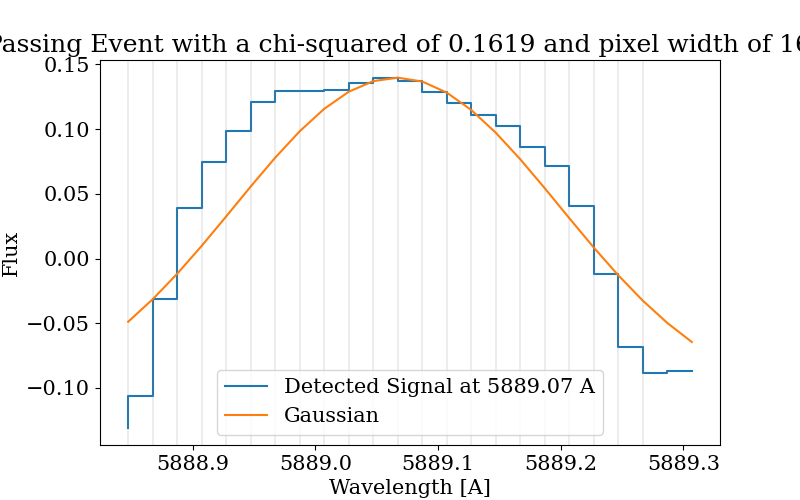 Passing Event with a chi-squared of 0.1619 and pixel width of 16
0.15
0.10
0.05
0.00
−0.05
−0.10
Flux
Detected Signal at 5889.07 A
Gaussian
5888.9 5889.0 5889.1 5889.2 5889.3
Wavelength [A]